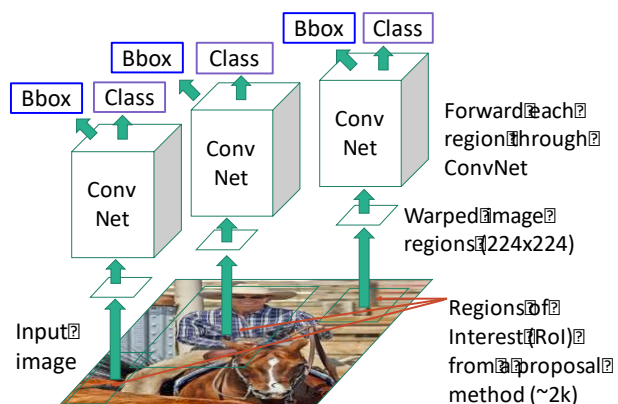 Bbox
Class
Bbox
Class
Bbox
Class
Conv
Net
Conv
Net
Conv
Net
Forward each
region through
ConvNet
Warped image
regions (224x224)
Input
image
Regions of
Interest (RoI)
from a proposal
method (~2k)